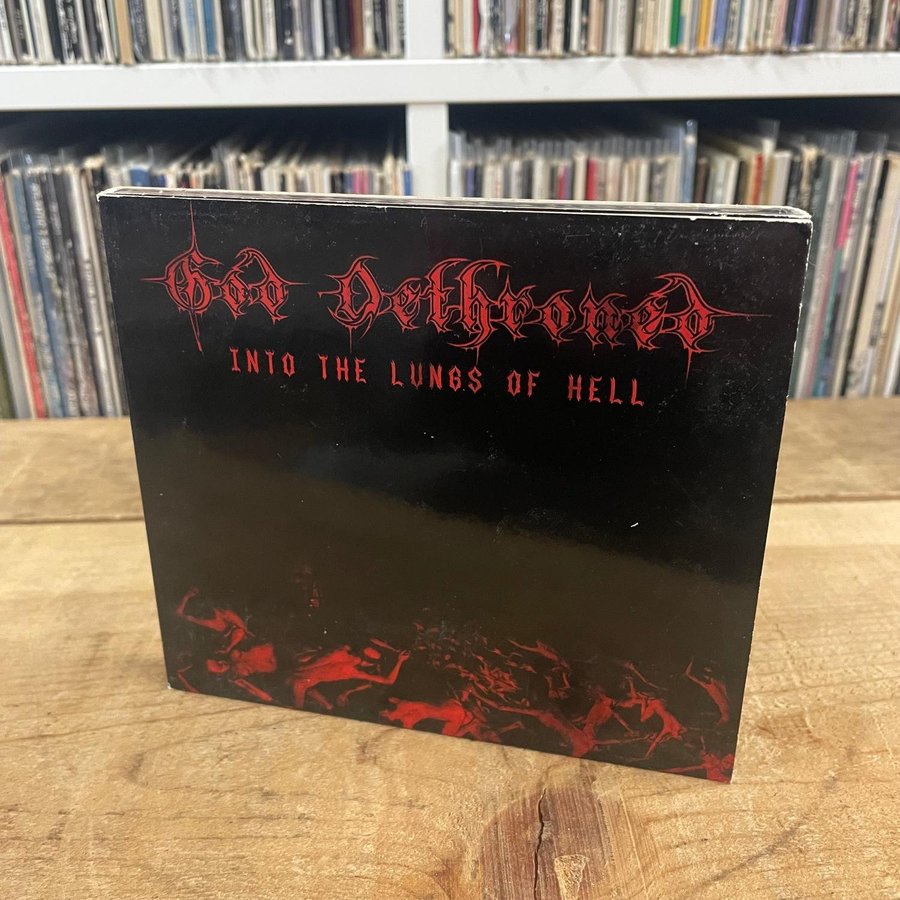 God Dethroned
INTO THE LUNGS OF HELL